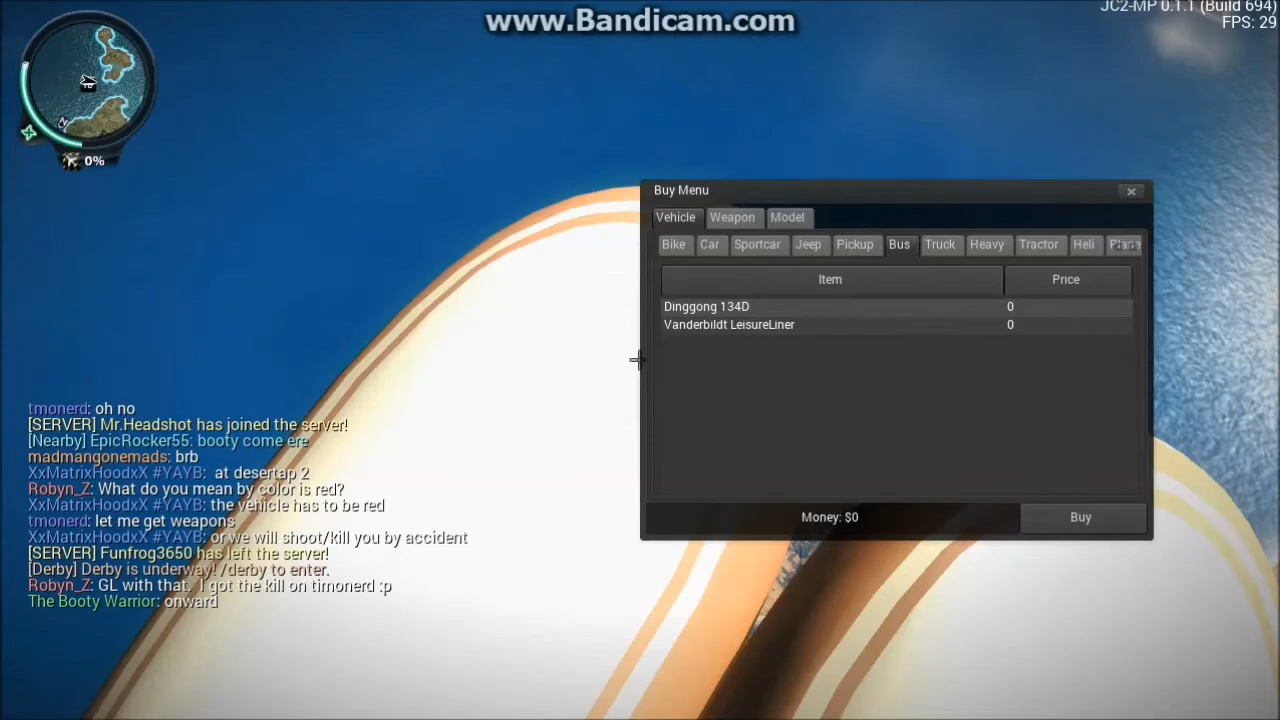 www.Bandicam.com
JC2-MP 0.1.1 (Build 694)
FPS: 29
0%
Buy Menu
Vehicle Weapon Model
Bike Car Sportcar Jeep Pickup Bus Truck Heavy Tractor Heli Plane
Item Price
Dinggong 134D 0
Vanderbildt LeisureLiner 0
Money: $0 Buy
tmonerd: oh no
[SERVER] Mr.Headshot has joined the server!
[Nearby] EpicRocker55: booty come ere
madmangonemads: brb
XxMatrixHoodxX #YAYB: at desertap 2
Robyn_Z: What do you mean by color is red?
XxMatrixHoodxX #YAYB: the vehicle has to be red
tmonerd: let me get weapons
XxMatrixHoodxX #YAYB: or we will shoot/kill you by accident
[SERVER] Funfrog3650 has left the server!
[Derby] Derby is underway! /derby to enter.
Robyn_Z: GL with that. I got the kill on timonerd :p
The Booty Warrior: onward